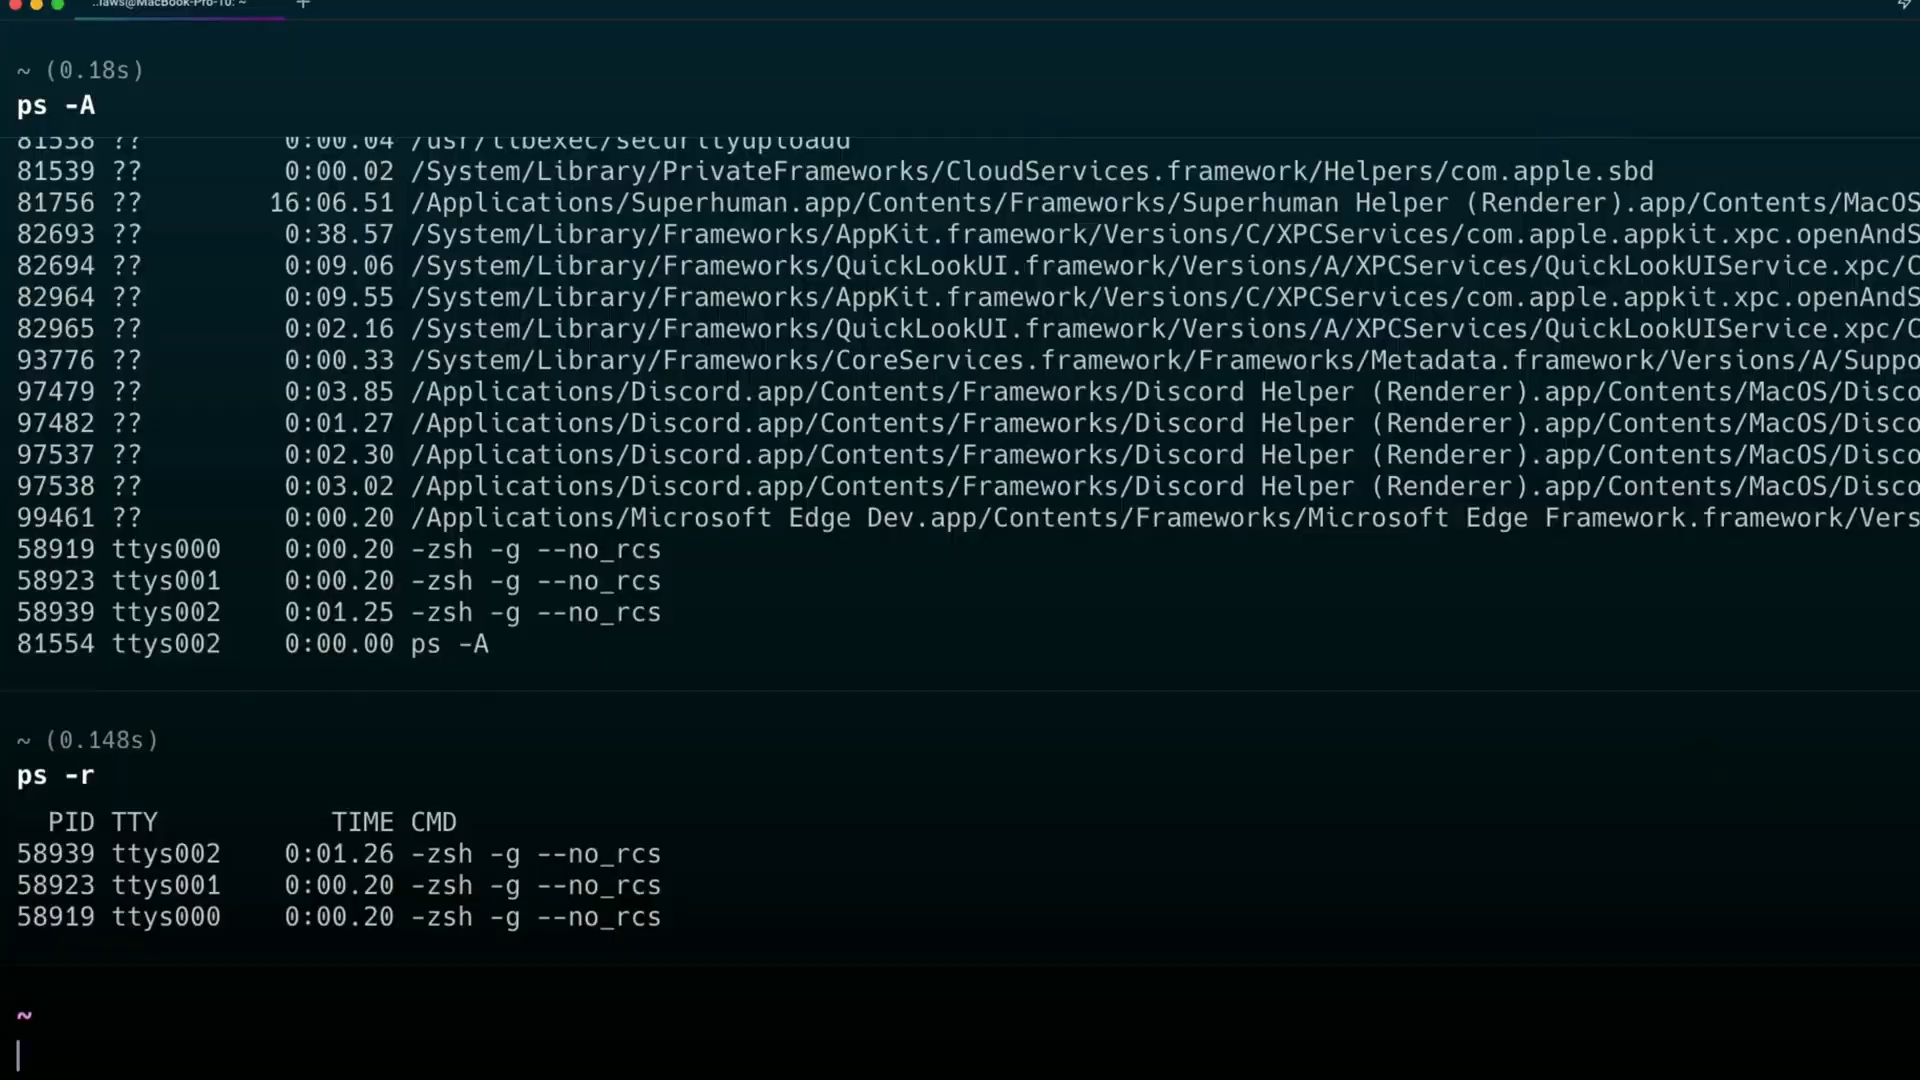 ..laws@MacBook-Pro-10: ~ +
~ (0.18s)
ps -A
81538 ?? 0:00.04 /usr/libexec/securityuploadd
81539 ?? 0:00.02 /System/Library/PrivateFrameworks/CloudServices.framework/Helpers/com.apple.sbd
81756 ?? 16:06.51 /Applications/Superhuman.app/Contents/Frameworks/Superhuman Helper (Renderer).app/Contents/MacOS
82693 ?? 0:38.57 /System/Library/Frameworks/AppKit.framework/Versions/C/XPCServices/com.apple.appkit.xpc.openAndS
82694 ?? 0:09.06 /System/Library/Frameworks/QuickLookUI.framework/Versions/A/XPCServices/QuickLookUIService.xpc/C
82964 ?? 0:09.55 /System/Library/Frameworks/AppKit.framework/Versions/C/XPCServices/com.apple.appkit.xpc.openAndS
82965 ?? 0:02.16 /System/Library/Frameworks/QuickLookUI.framework/Versions/A/XPCServices/QuickLookUIService.xpc/C
93776 ?? 0:00.33 /System/Library/Frameworks/CoreServices.framework/Frameworks/Metadata.framework/Versions/A/Suppo
97479 ?? 0:03.85 /Applications/Discord.app/Contents/Frameworks/Discord Helper (Renderer).app/Contents/MacOS/Disco
97482 ?? 0:01.27 /Applications/Discord.app/Contents/Frameworks/Discord Helper (Renderer).app/Contents/MacOS/Disco
97537 ?? 0:02.30 /Applications/Discord.app/Contents/Frameworks/Discord Helper (Renderer).app/Contents/MacOS/Disco
97538 ?? 0:03.02 /Applications/Discord.app/Contents/Frameworks/Discord Helper (Renderer).app/Contents/MacOS/Disco
99461 ?? 0:00.20 /Applications/Microsoft Edge Dev.app/Contents/Frameworks/Microsoft Edge Framework.framework/Vers
58919 ttys000 0:00.20 -zsh -g --no_rcs
58923 ttys001 0:00.20 -zsh -g --no_rcs
58939 ttys002 0:01.25 -zsh -g --no_rcs
81554 ttys002 0:00.00 ps -A
~ (0.148s)
ps -r
PID TTY TIME CMD
58939 ttys002 0:01.26 -zsh -g --no_rcs
58923 ttys001 0:00.20 -zsh -g --no_rcs
58919 ttys000 0:00.20 -zsh -g --no_rcs
~